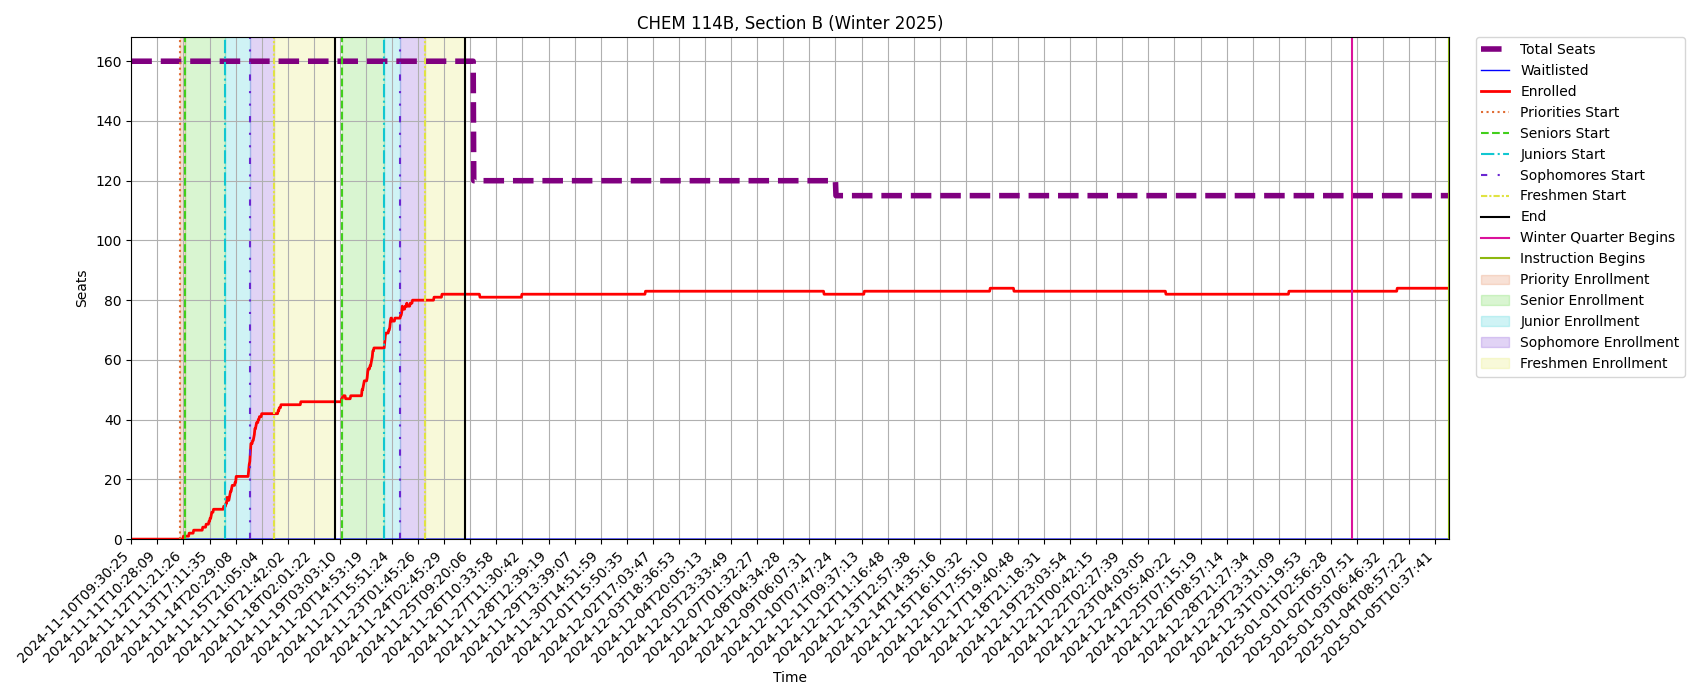 CHEM 114B, Section B (Winter 2025)
Seats
160
140
120
100
80
60
40
20
0
2024-11-10T09:30:25
2024-11-11T10:28:09
2024-11-12T11:21:26
2024-11-13T17:11:35
2024-11-14T20:29:08
2024-11-15T21:05:04
2024-11-16T21:42:02
2024-11-18T02:01:22
2024-11-19T03:03:10
2024-11-20T14:53:19
2024-11-21T15:51:24
2024-11-23T01:45:26
2024-11-24T02:45:29
2024-11-25T09:20:06
2024-11-26T10:33:58
2024-11-27T11:30:42
2024-11-28T12:39:19
2024-11-29T13:39:07
2024-11-30T14:51:59
2024-12-01T15:50:35
2024-12-02T17:03:47
2024-12-03T18:36:53
2024-12-04T20:05:13
2024-12-05T23:33:49
2024-12-07T01:32:27
2024-12-08T04:34:28
2024-12-09T06:07:31
2024-12-10T07:47:24
2024-12-11T09:37:13
2024-12-12T11:16:48
2024-12-13T12:57:38
2024-12-14T14:35:16
2024-12-15T16:10:32
2024-12-16T17:55:10
2024-12-17T19:40:48
2024-12-18T21:18:31
2024-12-19T23:03:54
2024-12-21T00:42:15
2024-12-22T02:27:39
2024-12-23T04:03:05
2024-12-24T05:40:22
2024-12-25T07:15:19
2024-12-26T08:57:14
2024-12-28T21:27:34
2024-12-29T23:31:09
2024-12-31T01:19:53
2025-01-01T02:56:28
2025-01-02T05:07:51
2025-01-03T06:46:32
2025-01-04T08:57:22
2025-01-05T10:37:41
Time
Total Seats
Waitlisted
Enrolled
Priorities Start
Seniors Start
Juniors Start
Sophomores Start
Freshmen Start
End
Winter Quarter Begins
Instruction Begins
Priority Enrollment
Senior Enrollment
Junior Enrollment
Sophomore Enrollment
Freshmen Enrollment